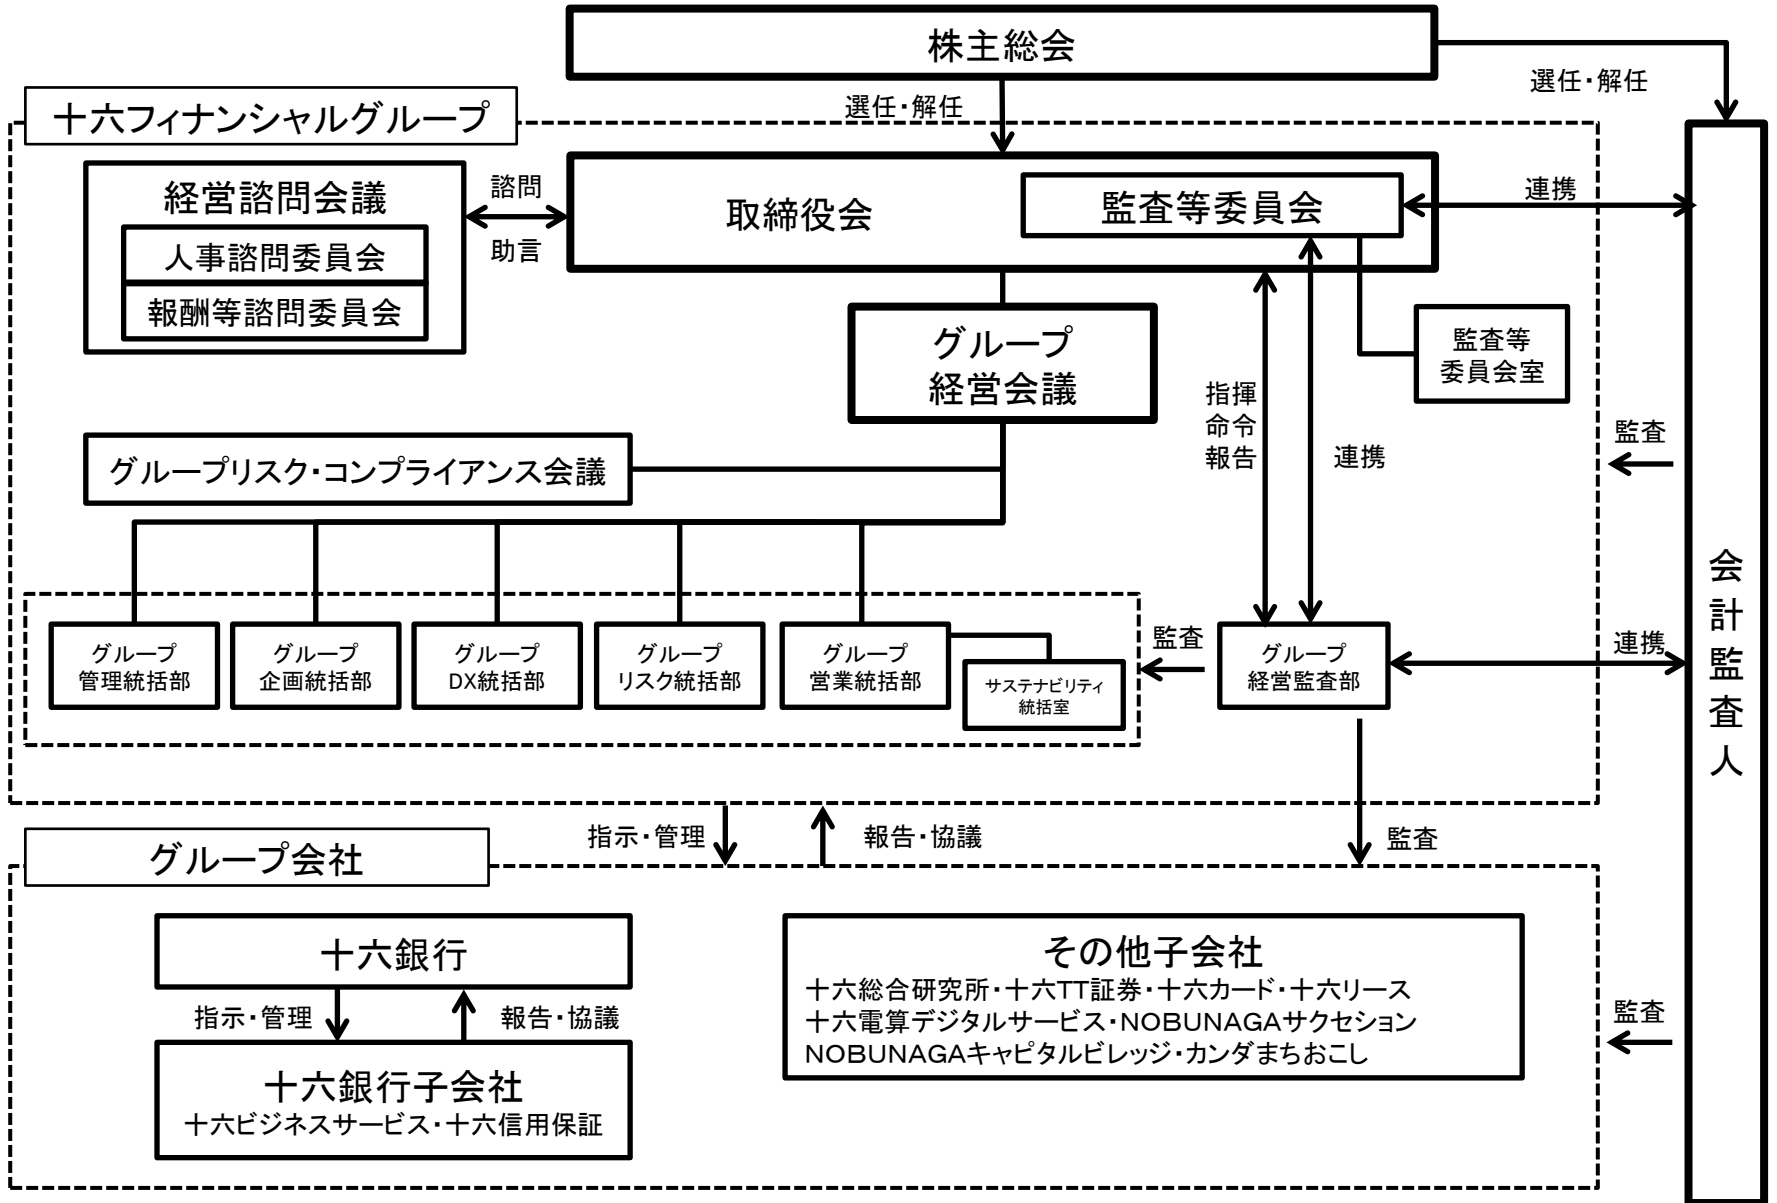 株主総会
選任・解任
選任・解任
十六フィナンシャルグループ
経営諮問会議
人事諮問委員会
報酬等諮問委員会
諮問
助言
取締役会
監査等委員会
連携
グループ
経営会議
監査等
委員会室
指揮
命令
報告
連携
監査
グループリスク・コンプライアンス会議
グループ
管理統括部
グループ
企画統括部
グループ
DX統括部
グループ
リスク統括部
グループ
営業統括部
サステナビリティ
統括室
監査
グループ
経営監査部
連携
会計監査人
指示・管理
報告・協議
監査
グループ会社
十六銀行
指示・管理
報告・協議
十六銀行子会社
十六ビジネスサービス・十六信用保証
その他子会社
十六総合研究所・十六TT証券・十六カード・十六リース
十六電算デジタルサービス・NOBUNAGAサクセション
NOBUNAGAキャピタルビレッジ・カンダまちおこし
監査